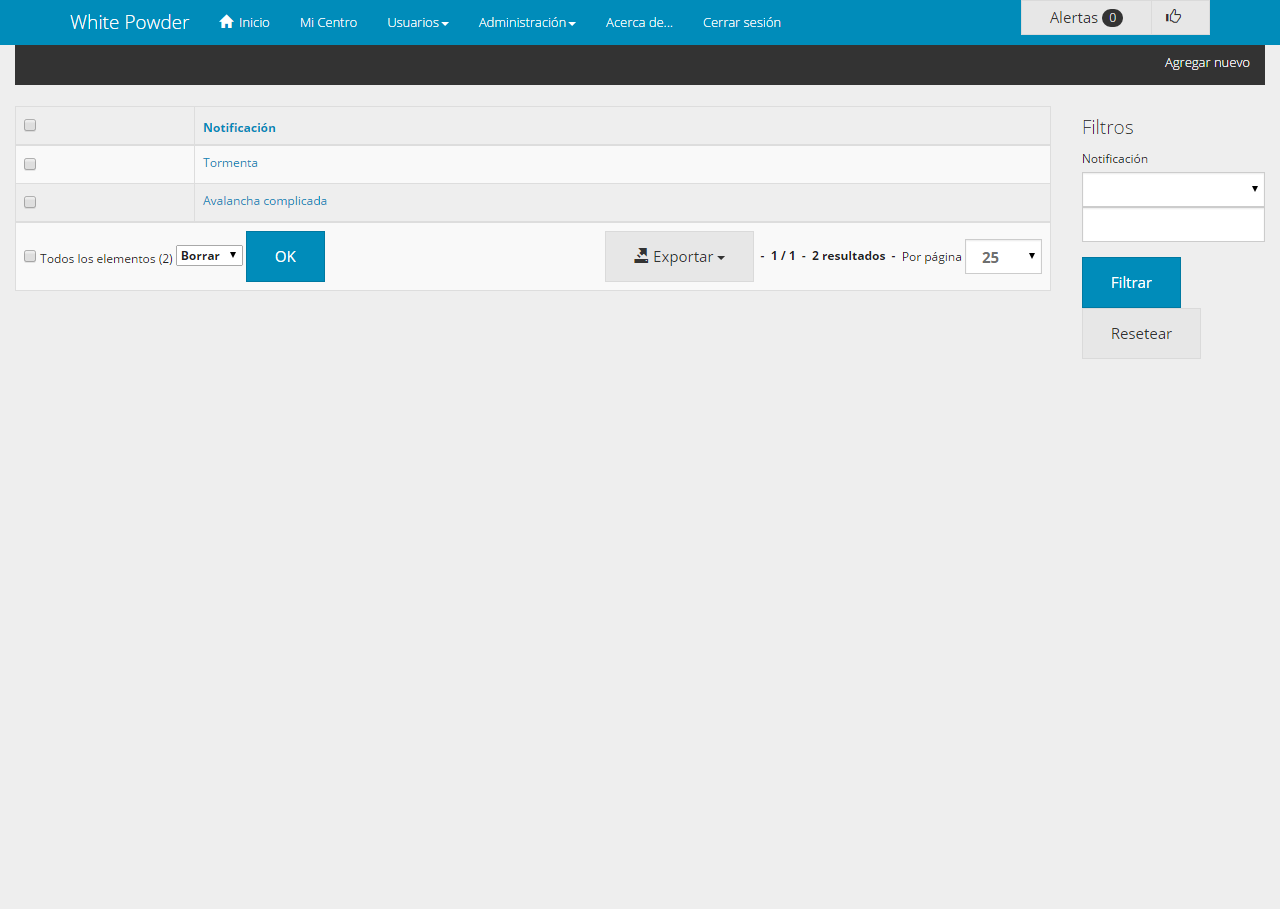 White Powder Inicio Mi Centro Usuarios Administración Acerca de... Cerrar sesión Alertas 0
Agregar nuevo
Notificación
Tormenta
Avalancha complicada
Todos los elementos (2) Borrar OK Exportar - 1 / 1 - 2 resultados - Por página 25
Filtros
Notificación
Filtrar
Resetear